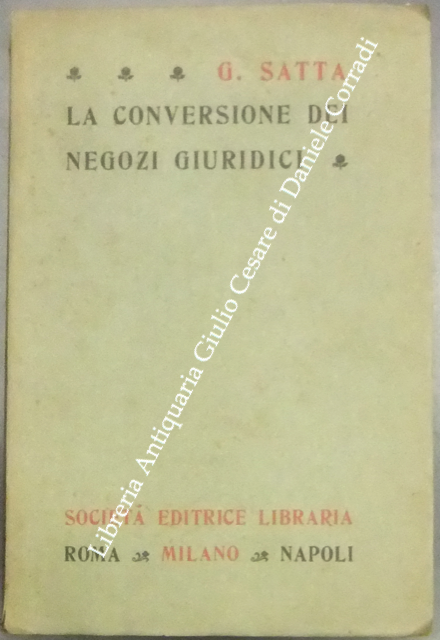 G. SATTA
LA CONVERSIONE DEI
NEGOZI GIURIDICI
SOCIETÀ EDITRICE LIBRARIA
ROMA MILANO NAPOLI
Libreria Antiquaria Giulio Cesare di Daniele Corradi